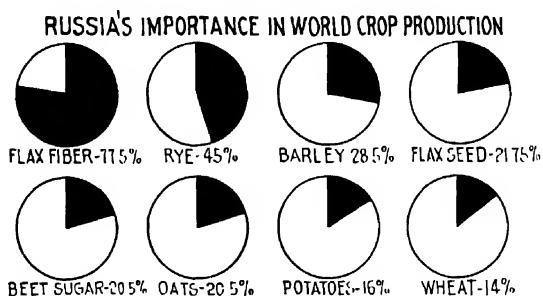 RUSSIA'S IMPORTANCE IN WORLD CROP PRODUCTION
FLAX FIBER-77 5% RYE-45% BARLEY 28 5% FLAX SEED-21 75%
BEET SUGAR-20 5% OATS-20 5% POTATOES-16% WHEAT-14%